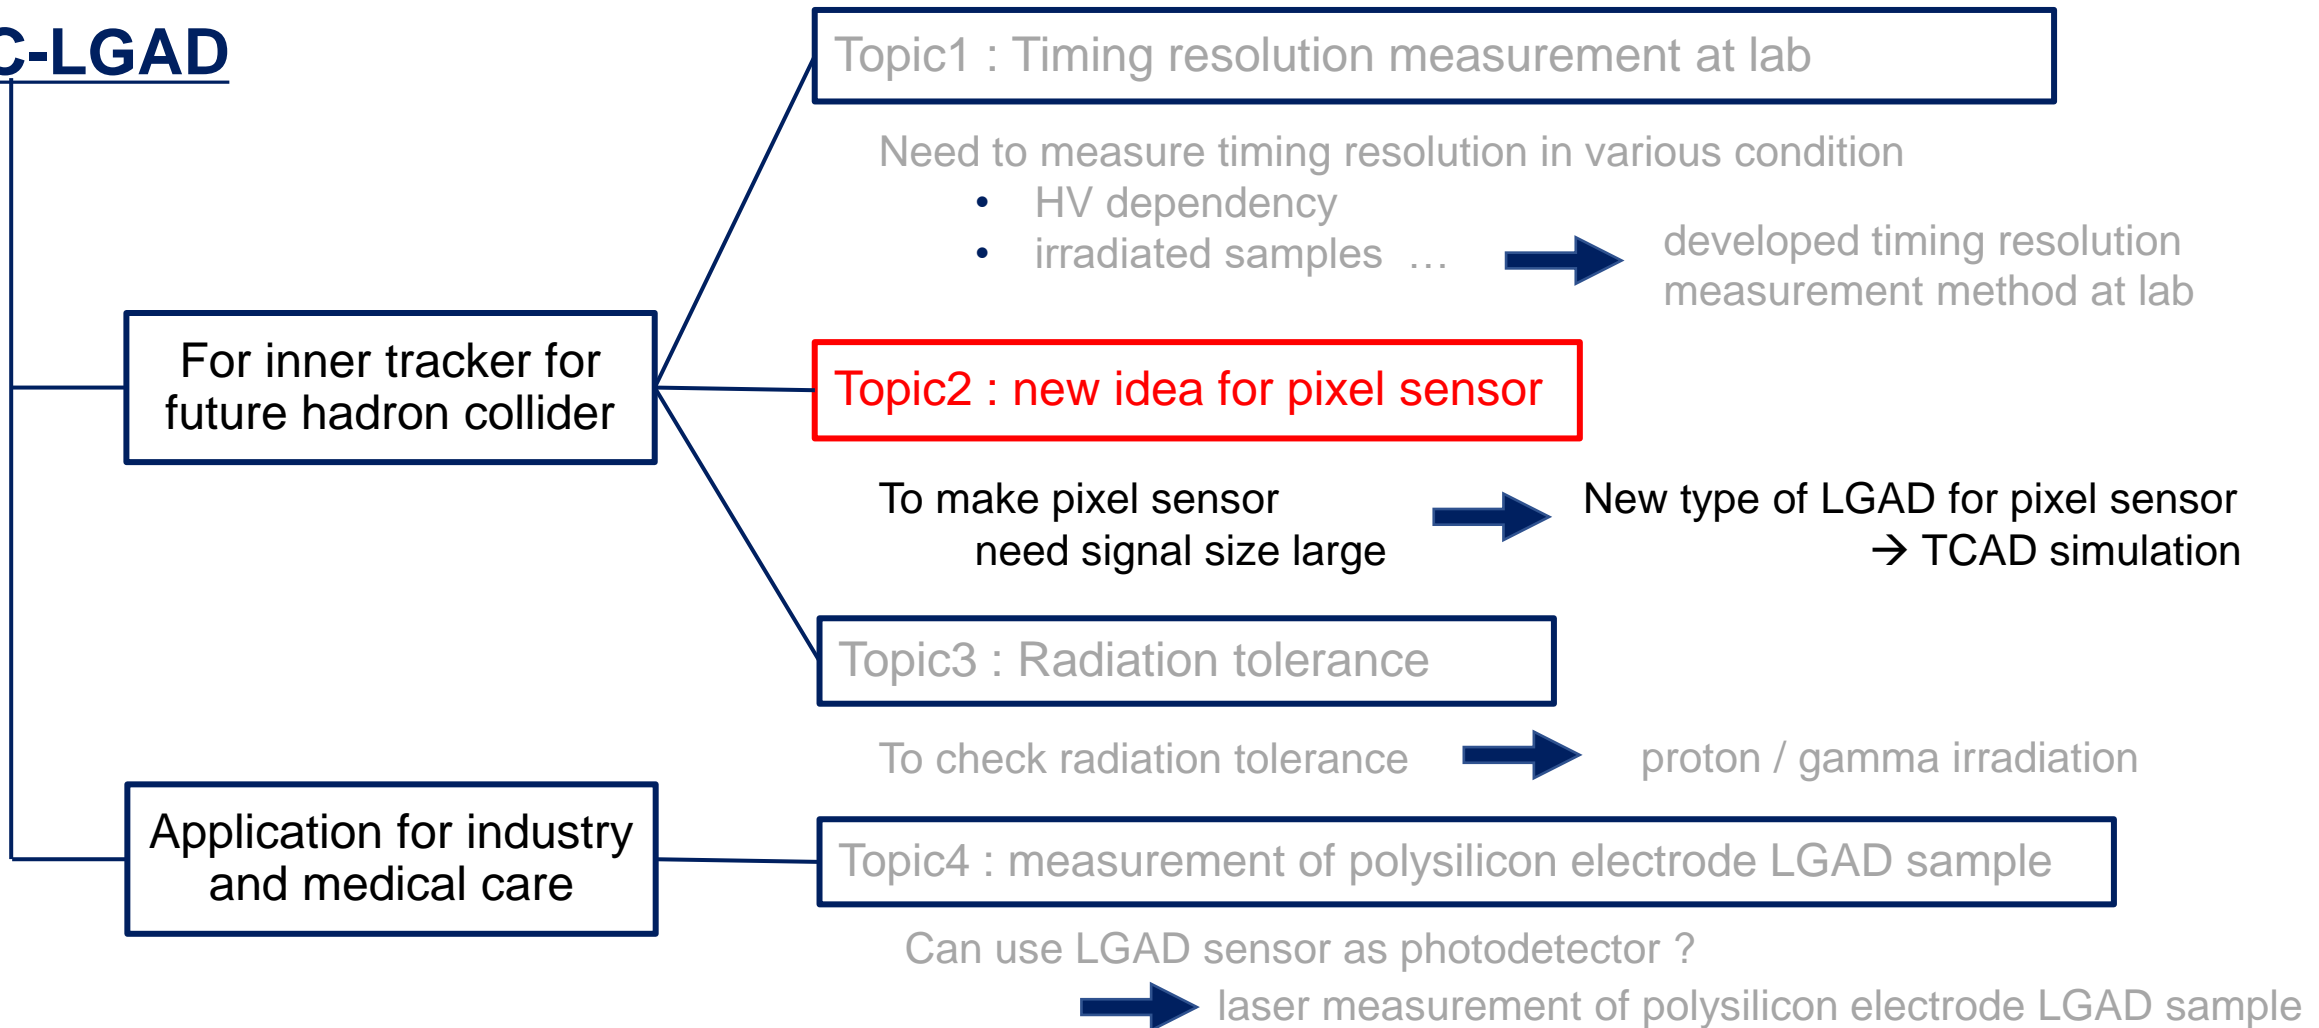 C-LGAD
Topic1 : Timing resolution measurement at lab
Need to measure timing resolution in various condition
• HV dependency
• irradiated samples …
developed timing resolution
measurement method at lab
For inner tracker for
future hadron collider
Topic2 : new idea for pixel sensor
To make pixel sensor
need signal size large
New type of LGAD for pixel sensor
→ TCAD simulation
Topic3 : Radiation tolerance
To check radiation tolerance
proton / gamma irradiation
Application for industry
and medical care
Topic4 : measurement of polysilicon electrode LGAD sample
Can use LGAD sensor as photodetector ?
laser measurement of polysilicon electrode LGAD sample